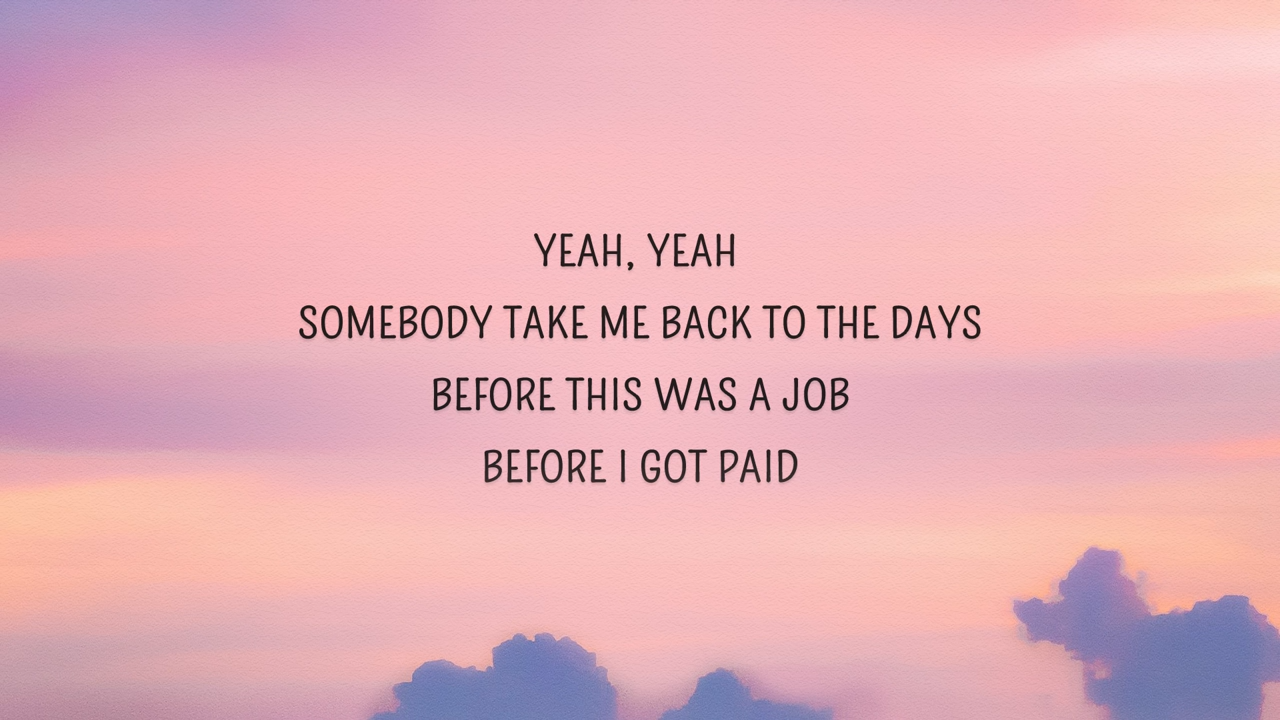 YEAH, YEAH
SOMEBODY TAKE ME BACK TO THE DAYS
BEFORE THIS WAS A JOB
BEFORE I GOT PAID